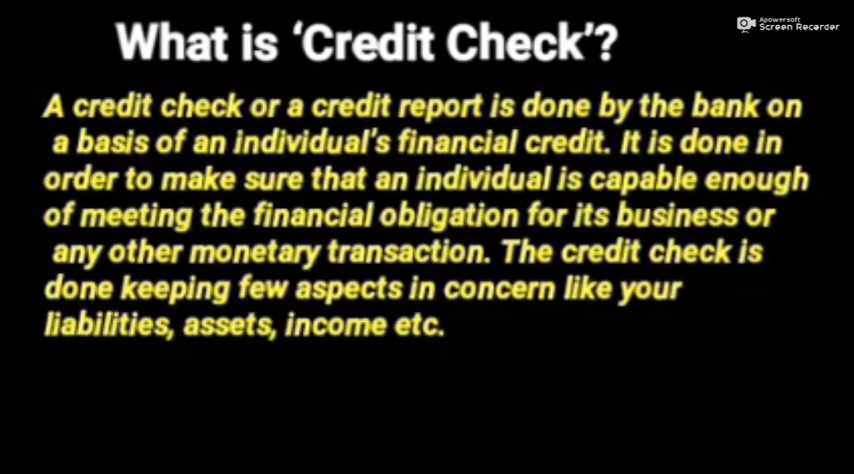 Apowersoft
Screen Recorder
What is ‘Credit Check’?
A credit check or a credit report is done by the bank on
a basis of an individual’s financial credit. It is done in
order to make sure that an individual is capable enough
of meeting the financial obligation for its business or
any other monetary transaction. The credit check is
done keeping few aspects in concern like your
liabilities, assets, income etc.